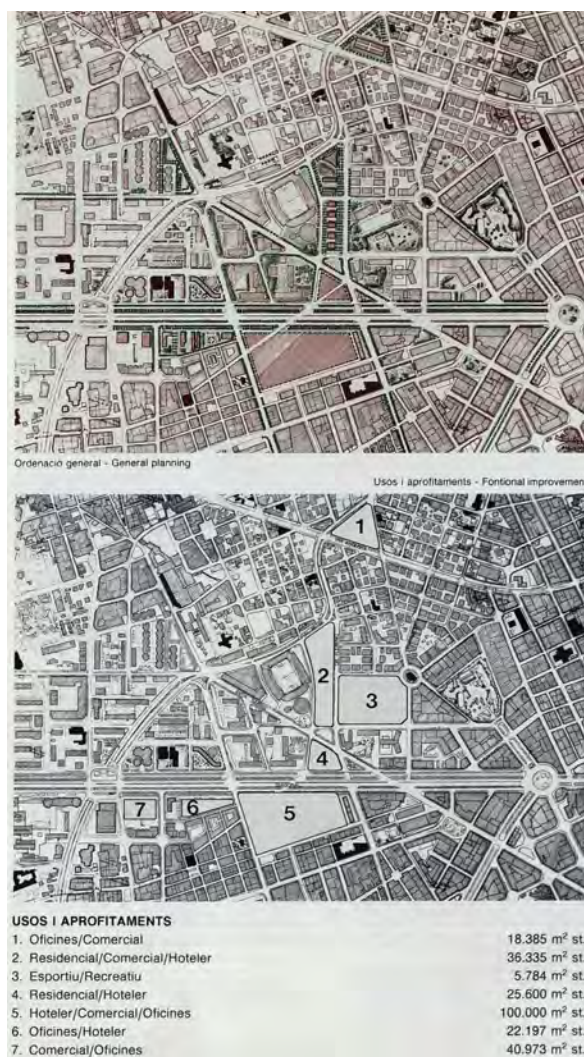 Ordenació general - General planning
Usos i aprofitaments - Fontional improvement
1
2
3
4
5
6
7
USOS I APROFITAMENTS
1. Oficines/Comercial 18.385 m² st.
2. Residencial/Comercial/Hoteler 36.335 m² st.
3. Esportiu/Recreatiu 5.784 m² st.
4. Residencial/Hoteler 25.600 m² st.
5. Hoteler/Comercial/Oficines 100.000 m² st.
6. Oficines/Hoteler 22.197 m² st.
7. Comercial/Oficines 40.973 m² st.